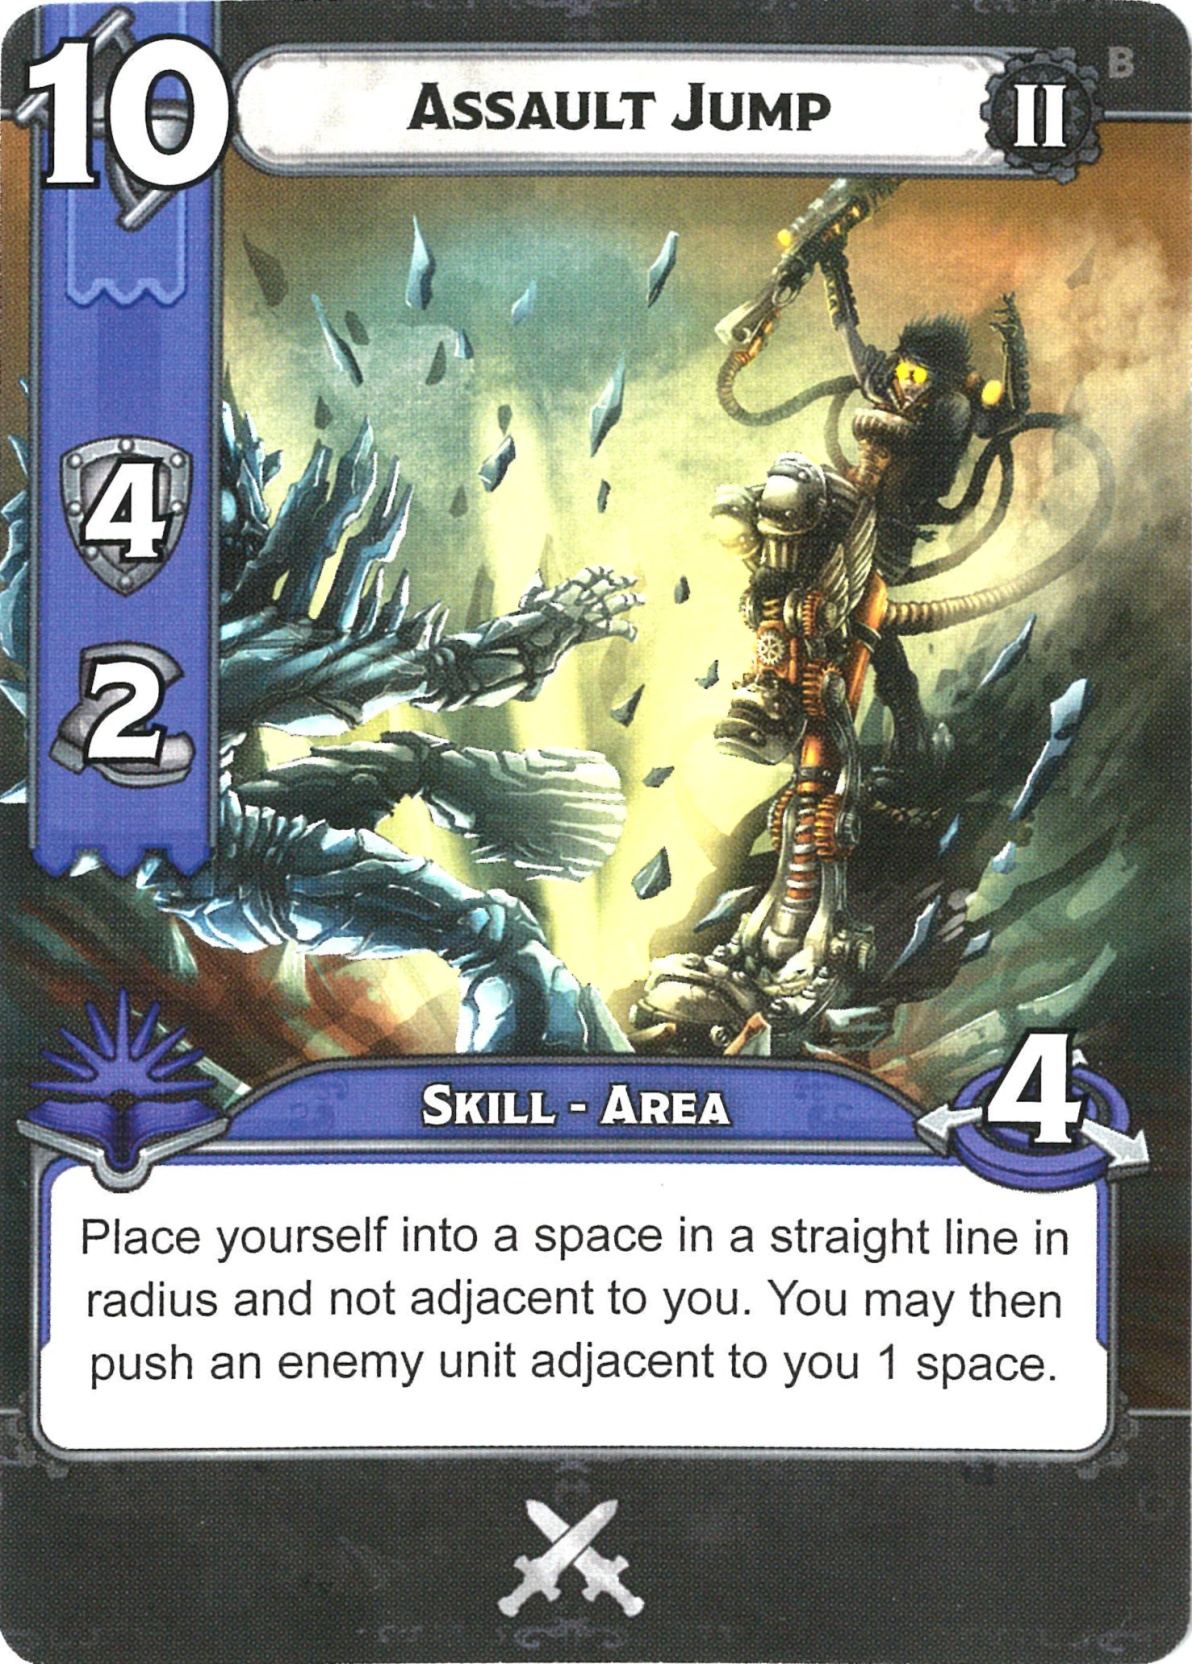 10
ASSAULT JUMP
II
B
4
2
SKILL - AREA
4
Place yourself into a space in a straight line in
radius and not adjacent to you. You may then
push an enemy unit adjacent to you 1 space.